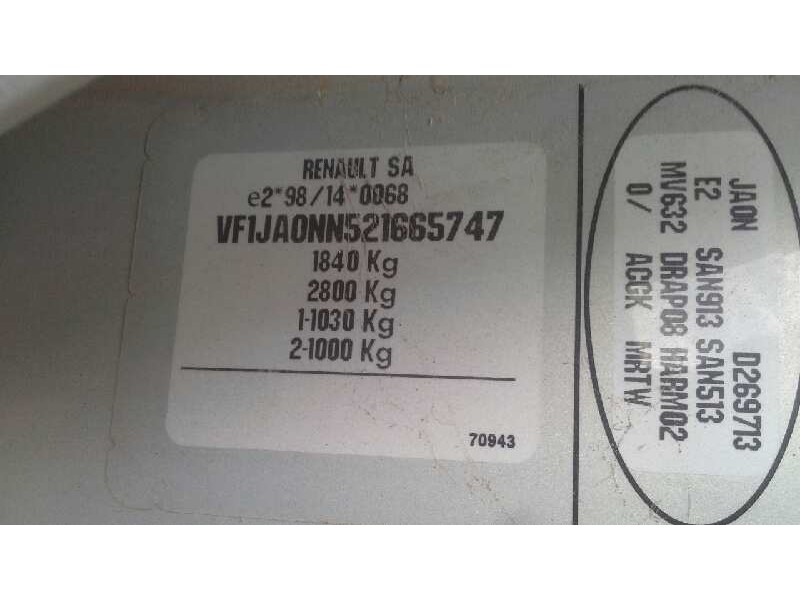 RENAULT SA
e2*98/14*0068
VF1JA0NN521665747
1840 Kg
2800 Kg
1-1030 Kg
2-1000 Kg
70943
JA0N D269713
E2 SAN913 SAN513
MV632 DRAP08 HARM02
0/ ACGK MRTW